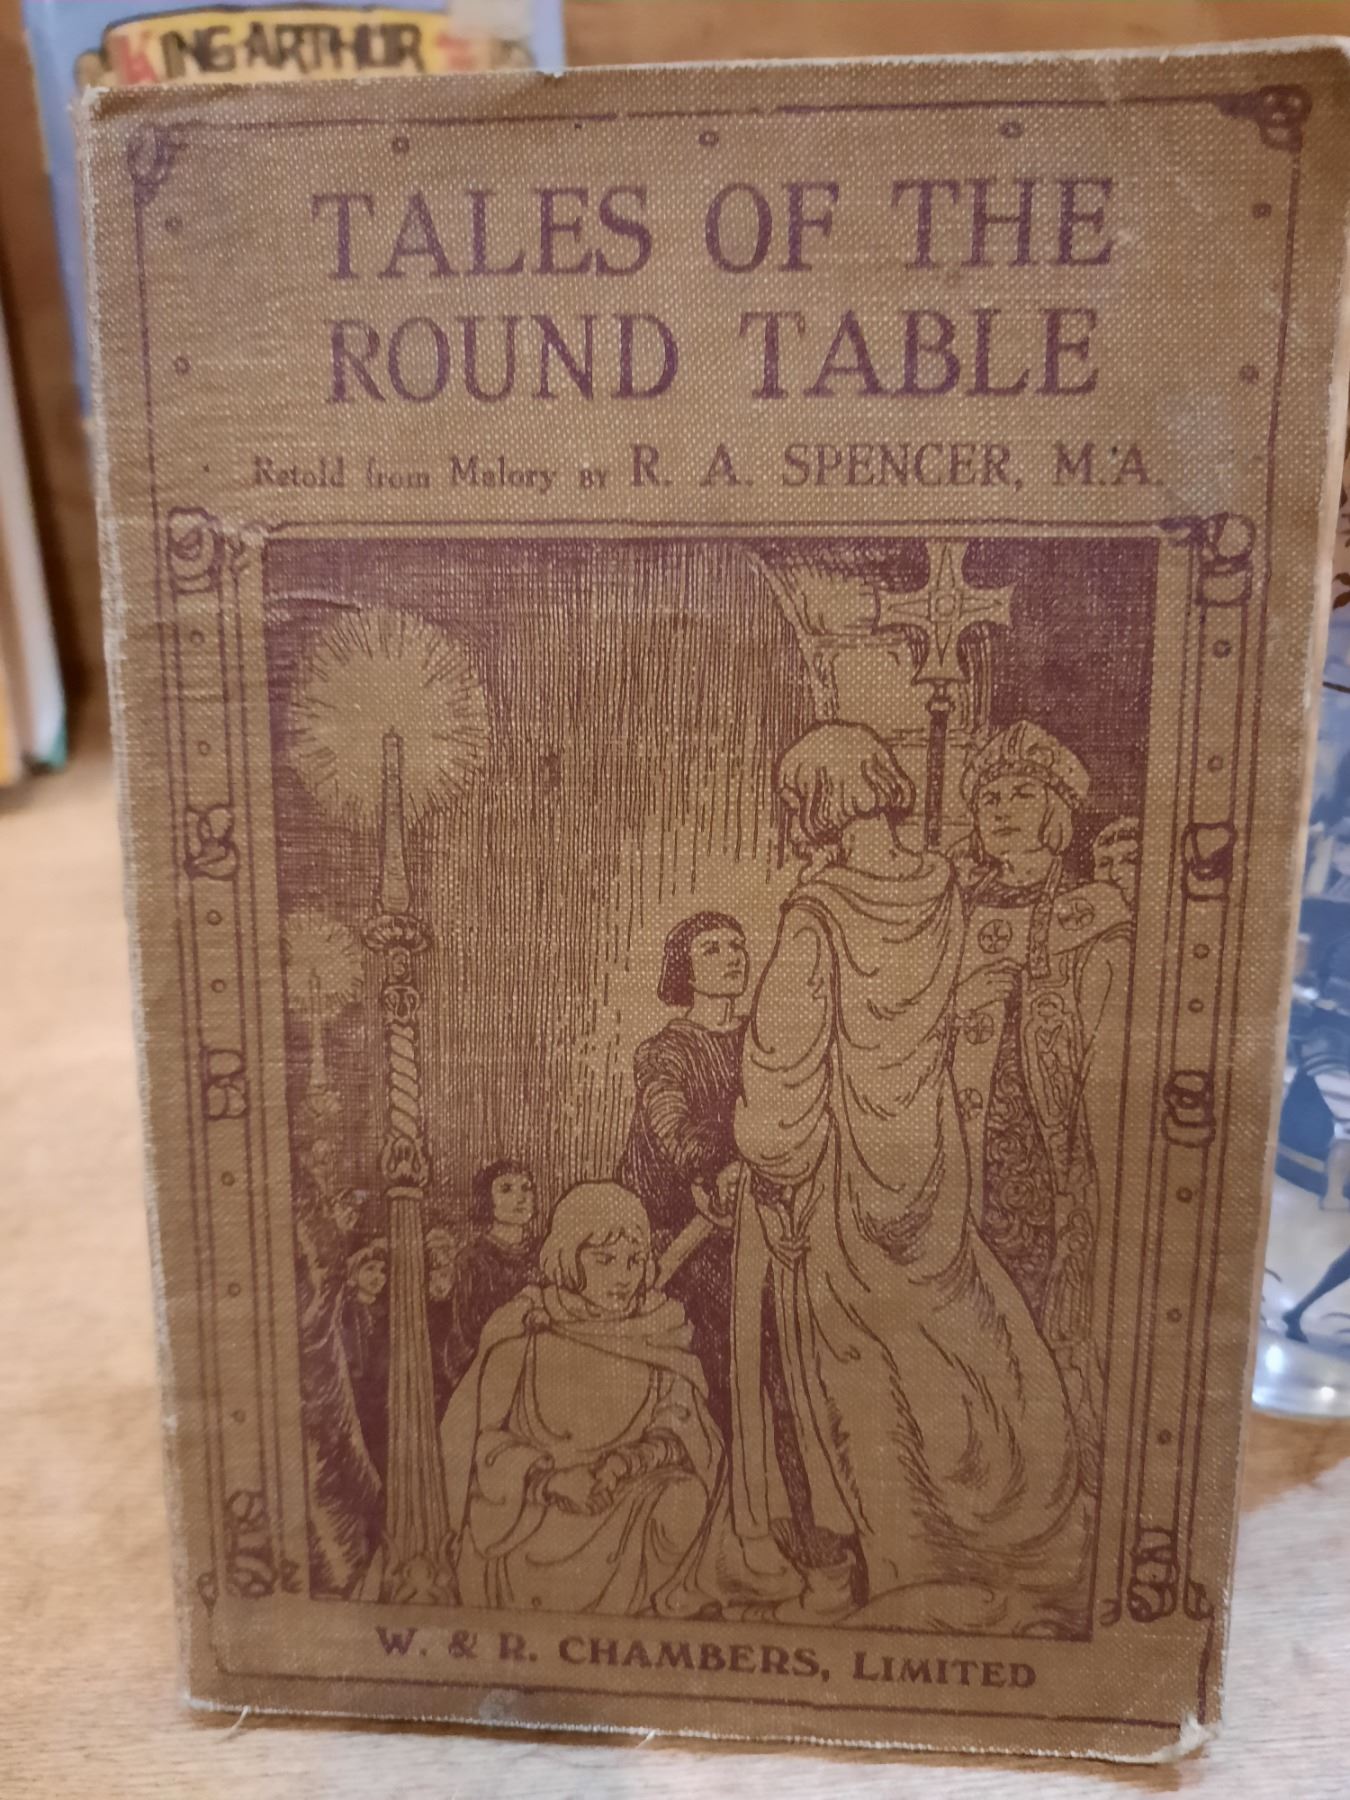 KING ARTHUR
TALES OF THE
ROUND TABLE
Retold from Malory BY R. A. SPENCER, M.A.
W. & R. CHAMBERS, LIMITED